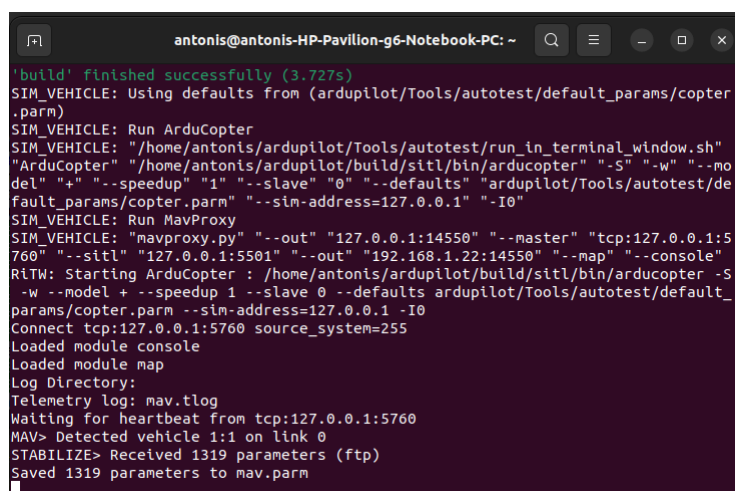 antonis@antonis-HP-Pavilion-g6-Notebook-PC: ~
'build' finished successfully (3.727s)
SIM_VEHICLE: Using defaults from (ardupilot/Tools/autotest/default_params/copter
.parm)
SIM_VEHICLE: Run ArduCopter
SIM_VEHICLE: "/home/antonis/ardupilot/Tools/autotest/run_in_terminal_window.sh"
"ArduCopter" "/home/antonis/ardupilot/build/sitl/bin/arducopter" "-S" "-w" "--mo
del" "+" "--speedup" "1" "--slave" "0" "--defaults" "ardupilot/Tools/autotest/de
fault_params/copter.parm" "--sim-address=127.0.0.1" "-I0"
SIM_VEHICLE: Run MavProxy
SIM_VEHICLE: "mavproxy.py" "--out" "127.0.0.1:14550" "--master" "tcp:127.0.0.1:5
760" "--sitl" "127.0.0.1:5501" "--out" "192.168.1.22:14550" "--map" "--console"
RiTW: Starting ArduCopter : /home/antonis/ardupilot/build/sitl/bin/arducopter -S
 -w --model + --speedup 1 --slave 0 --defaults ardupilot/Tools/autotest/default_
params/copter.parm --sim-address=127.0.0.1 -I0
Connect tcp:127.0.0.1:5760 source_system=255
Loaded module console
Loaded module map
Log Directory:
Telemetry log: mav.tlog
Waiting for heartbeat from tcp:127.0.0.1:5760
MAV> Detected vehicle 1:1 on link 0
STABILIZE> Received 1319 parameters (ftp)
Saved 1319 parameters to mav.parm